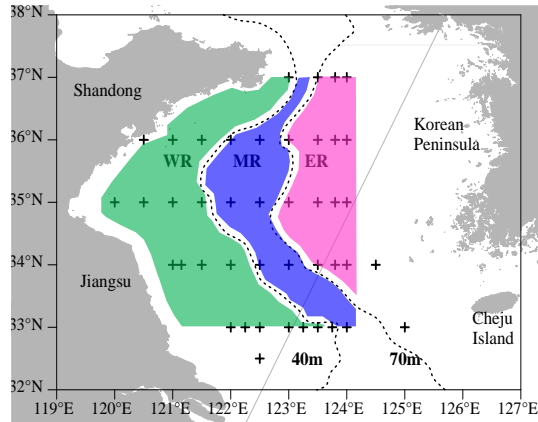 38°N
37°N
Shandong
36°N
Korean
Peninsula
WR MR ER
35°N
34°N
Jiangsu
33°N
Cheju
Island
40m 70m
32°N
119°E 120°E 121°E 122°E 123°E 124°E 125°E 126°E 127°E